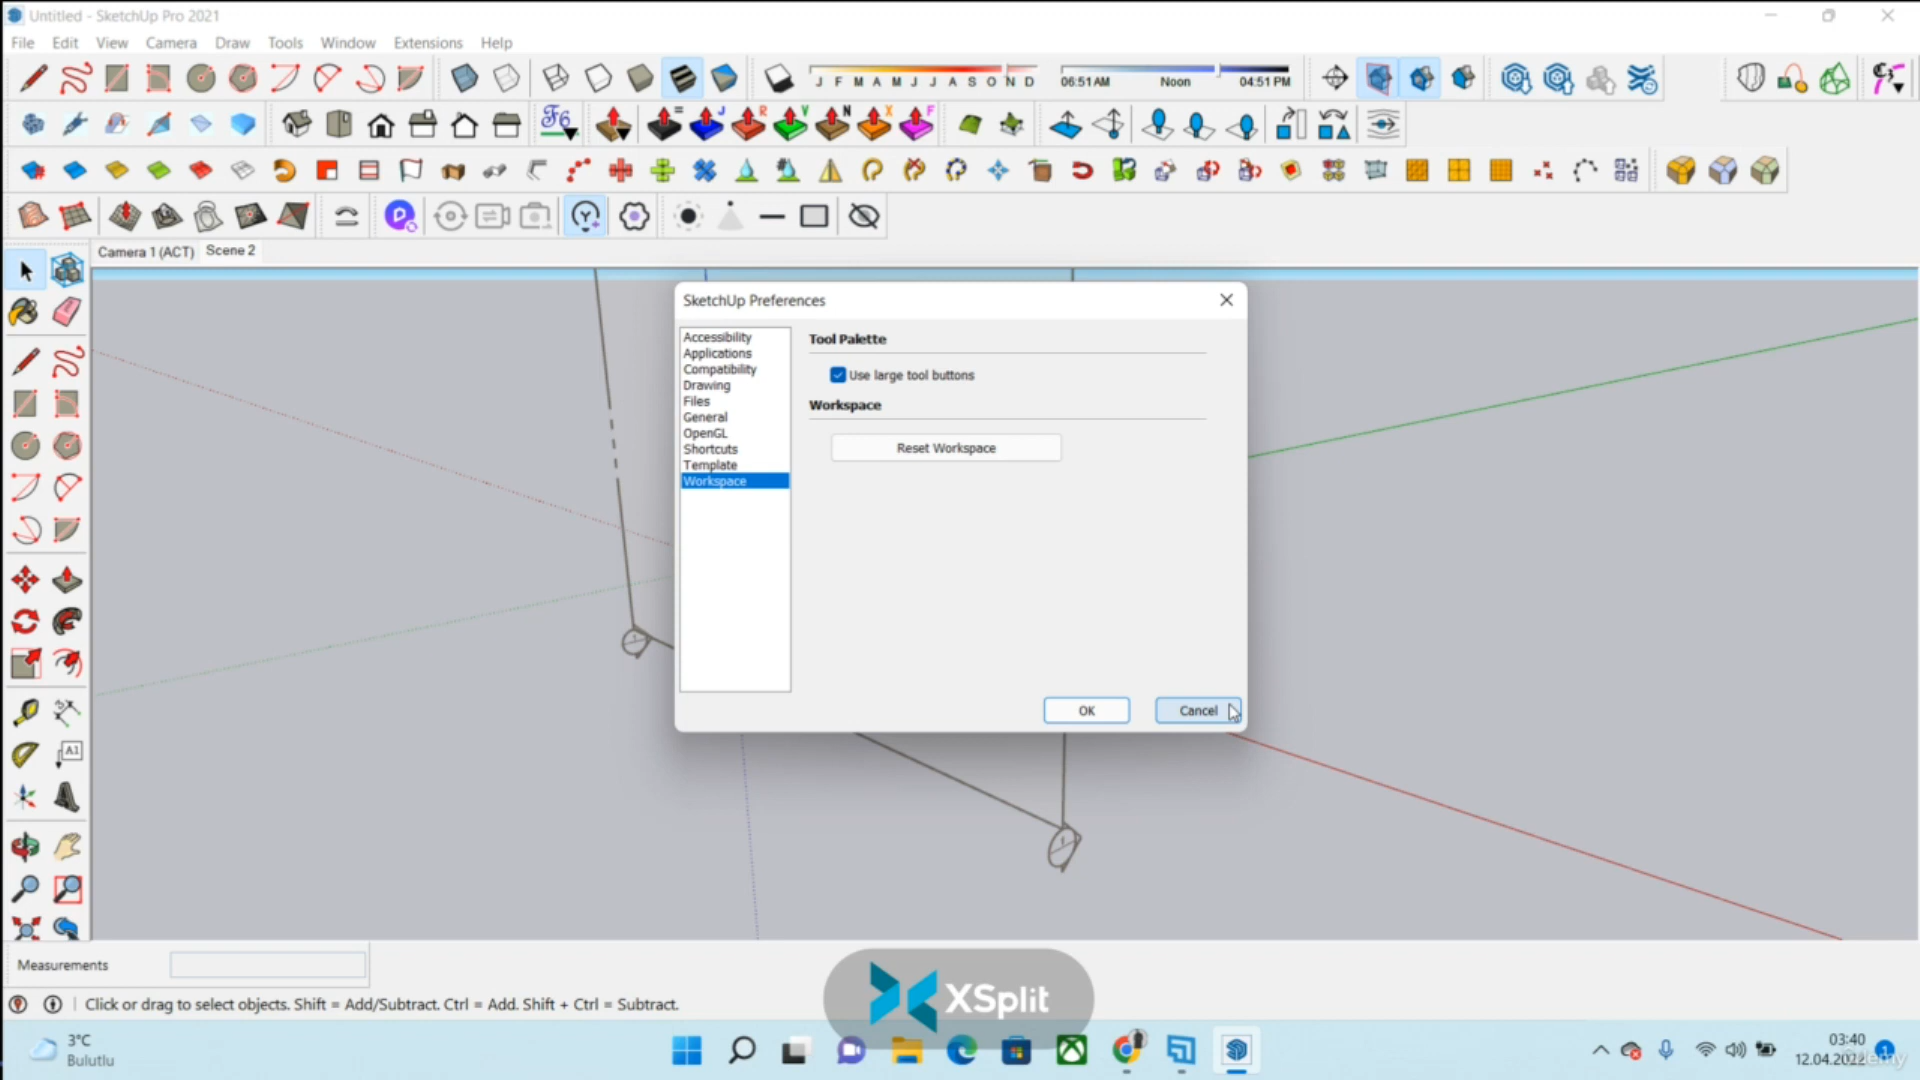 Untitled - SketchUp Pro 2021
File Edit View Camera Draw Tools Window Extensions Help
J F M A M J J A S O N D
06:51 AM Noon 04:51 PM
F6
= J R V N X F
Camera 1 (ACT) Scene 2
SketchUp Preferences
Accessibility
Applications
Compatibility
Drawing
Files
General
OpenGL
Shortcuts
Template
Workspace
Tool Palette
Use large tool buttons
Workspace
Reset Workspace
OK Cancel
A1
Measurements
XSplit
Click or drag to select objects. Shift = Add/Subtract. Ctrl = Add. Shift + Ctrl = Subtract.
3°C
Bulutlu
03:40
12.04.2022
1